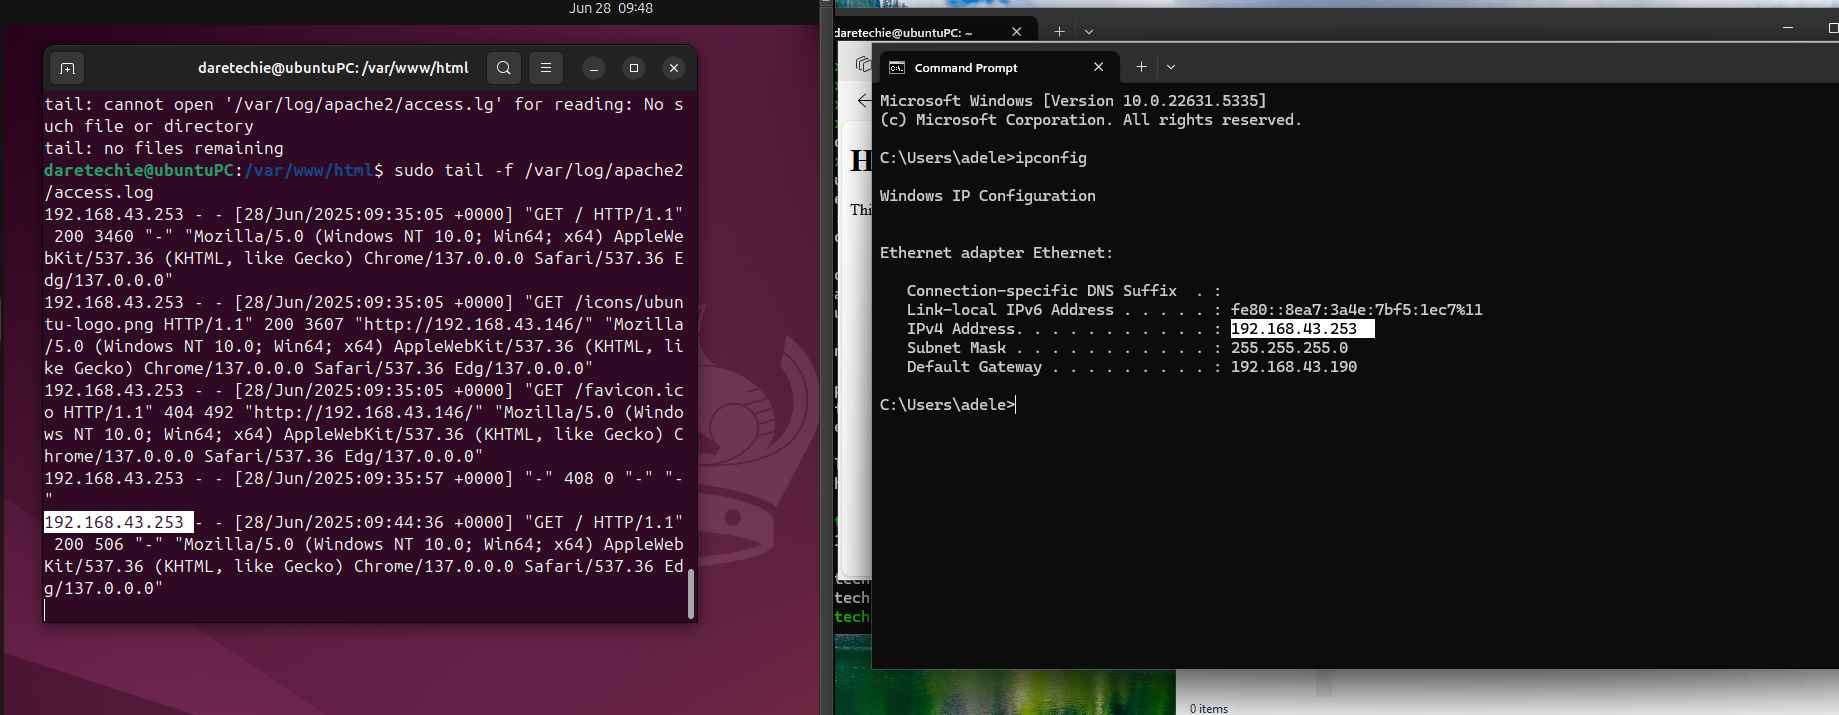 Jun 28 09:48
daretechie@ubuntuPC: /var/www/html
tail: cannot open '/var/log/apache2/access.lg' for reading: No s
uch file or directory
tail: no files remaining
daretechie@ubuntuPC:/var/www/html$ sudo tail -f /var/log/apache2
/access.log
192.168.43.253 - - [28/Jun/2025:09:35:05 +0000] "GET / HTTP/1.1"
200 3460 "-" "Mozilla/5.0 (Windows NT 10.0; Win64; x64) AppleWe
bKit/537.36 (KHTML, like Gecko) Chrome/137.0.0.0 Safari/537.36 E
dg/137.0.0.0"
192.168.43.253 - - [28/Jun/2025:09:35:05 +0000] "GET /icons/ubun
tu-logo.png HTTP/1.1" 200 3607 "http://192.168.43.146/" "Mozilla
/5.0 (Windows NT 10.0; Win64; x64) AppleWebKit/537.36 (KHTML, li
ke Gecko) Chrome/137.0.0.0 Safari/537.36 Edg/137.0.0.0"
192.168.43.253 - - [28/Jun/2025:09:35:05 +0000] "GET /favicon.ic
o HTTP/1.1" 404 492 "http://192.168.43.146/" "Mozilla/5.0 (Windo
ws NT 10.0; Win64; x64) AppleWebKit/537.36 (KHTML, like Gecko) C
hrome/137.0.0.0 Safari/537.36 Edg/137.0.0.0"
192.168.43.253 - - [28/Jun/2025:09:35:57 +0000] "-" 408 0 "-" "-
"
192.168.43.253 - - [28/Jun/2025:09:44:36 +0000] "GET / HTTP/1.1"
200 506 "-" "Mozilla/5.0 (Windows NT 10.0; Win64; x64) AppleWeb
Kit/537.36 (KHTML, like Gecko) Chrome/137.0.0.0 Safari/537.36 Ed
g/137.0.0.0"
daretechie@ubuntuPC: ~
H
Thi
tech
tech
Command Prompt
Microsoft Windows [Version 10.0.22631.5335]
(c) Microsoft Corporation. All rights reserved.
C:\Users\adele>ipconfig
Windows IP Configuration
Ethernet adapter Ethernet:
Connection-specific DNS Suffix . :
Link-local IPv6 Address . . . . . : fe80::8ea7:3a4e:7bf5:1ec7%11
IPv4 Address. . . . . . . . . . . : 192.168.43.253
Subnet Mask . . . . . . . . . . . : 255.255.255.0
Default Gateway . . . . . . . . . : 192.168.43.190
C:\Users\adele>
0 items